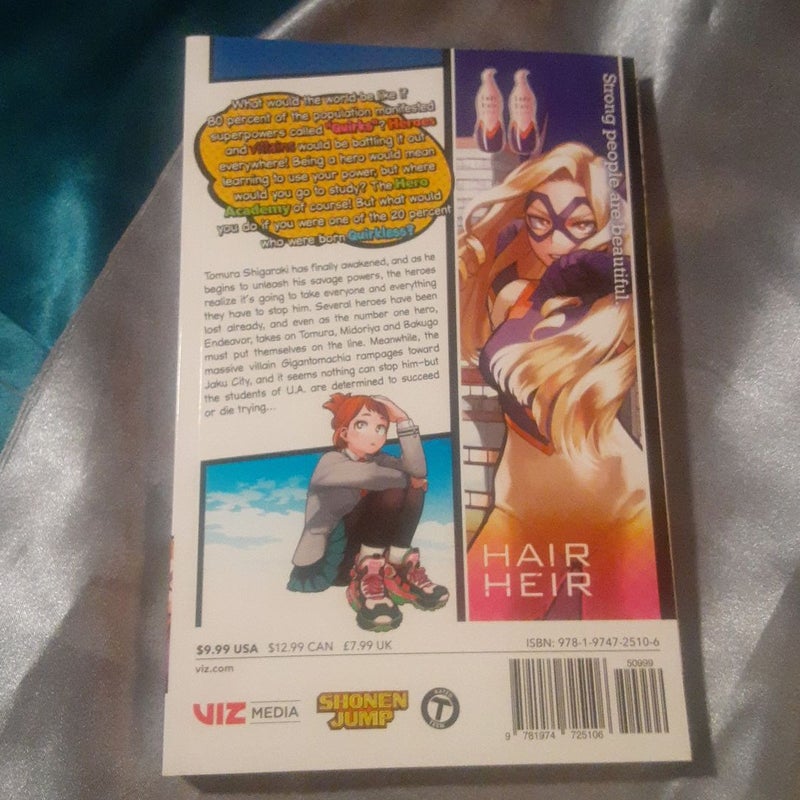 What would the world be like if
80 percent of the population manifested
superpowers called "Quirks"? Heroes
and villains would be battling it out
everywhere! Being a hero would mean
learning to use your power, but where
would you go to study? The Hero
Academy of course! But what would
you do if you were one of the 20 percent
who were born Quirkless?
Tomura Shigaraki has finally awakened, and as he
begins to unleash his savage powers, the heroes
realize it's going to take everyone and everything
they have to stop him. Several heroes have been
lost already, and even as the number one hero,
Endeavor, takes on Tomura, Midoriya and Bakugo
must put themselves on the line. Meanwhile, the
massive villain Gigantomachia rampages toward
Jaku City, and it seems nothing can stop him—but
the students of U.A. are determined to succeed
or die trying...
Strong people are beautiful
HAIR
HEIR
$9.99 USA $12.99 CAN £7.99 UK
viz.com
ISBN: 978-1-9747-2510-6
50999
VIZ MEDIA
SHONEN
JUMP
RATED
T
TEEN
9 781974 725106